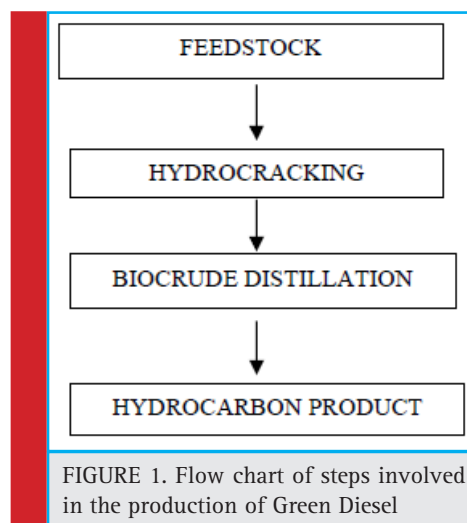 FEEDSTOCK
HYDROCRACKING
BIOCRUDE DISTILLATION
HYDROCARBON PRODUCT
FIGURE 1. Flow chart of steps involved
in the production of Green Diesel